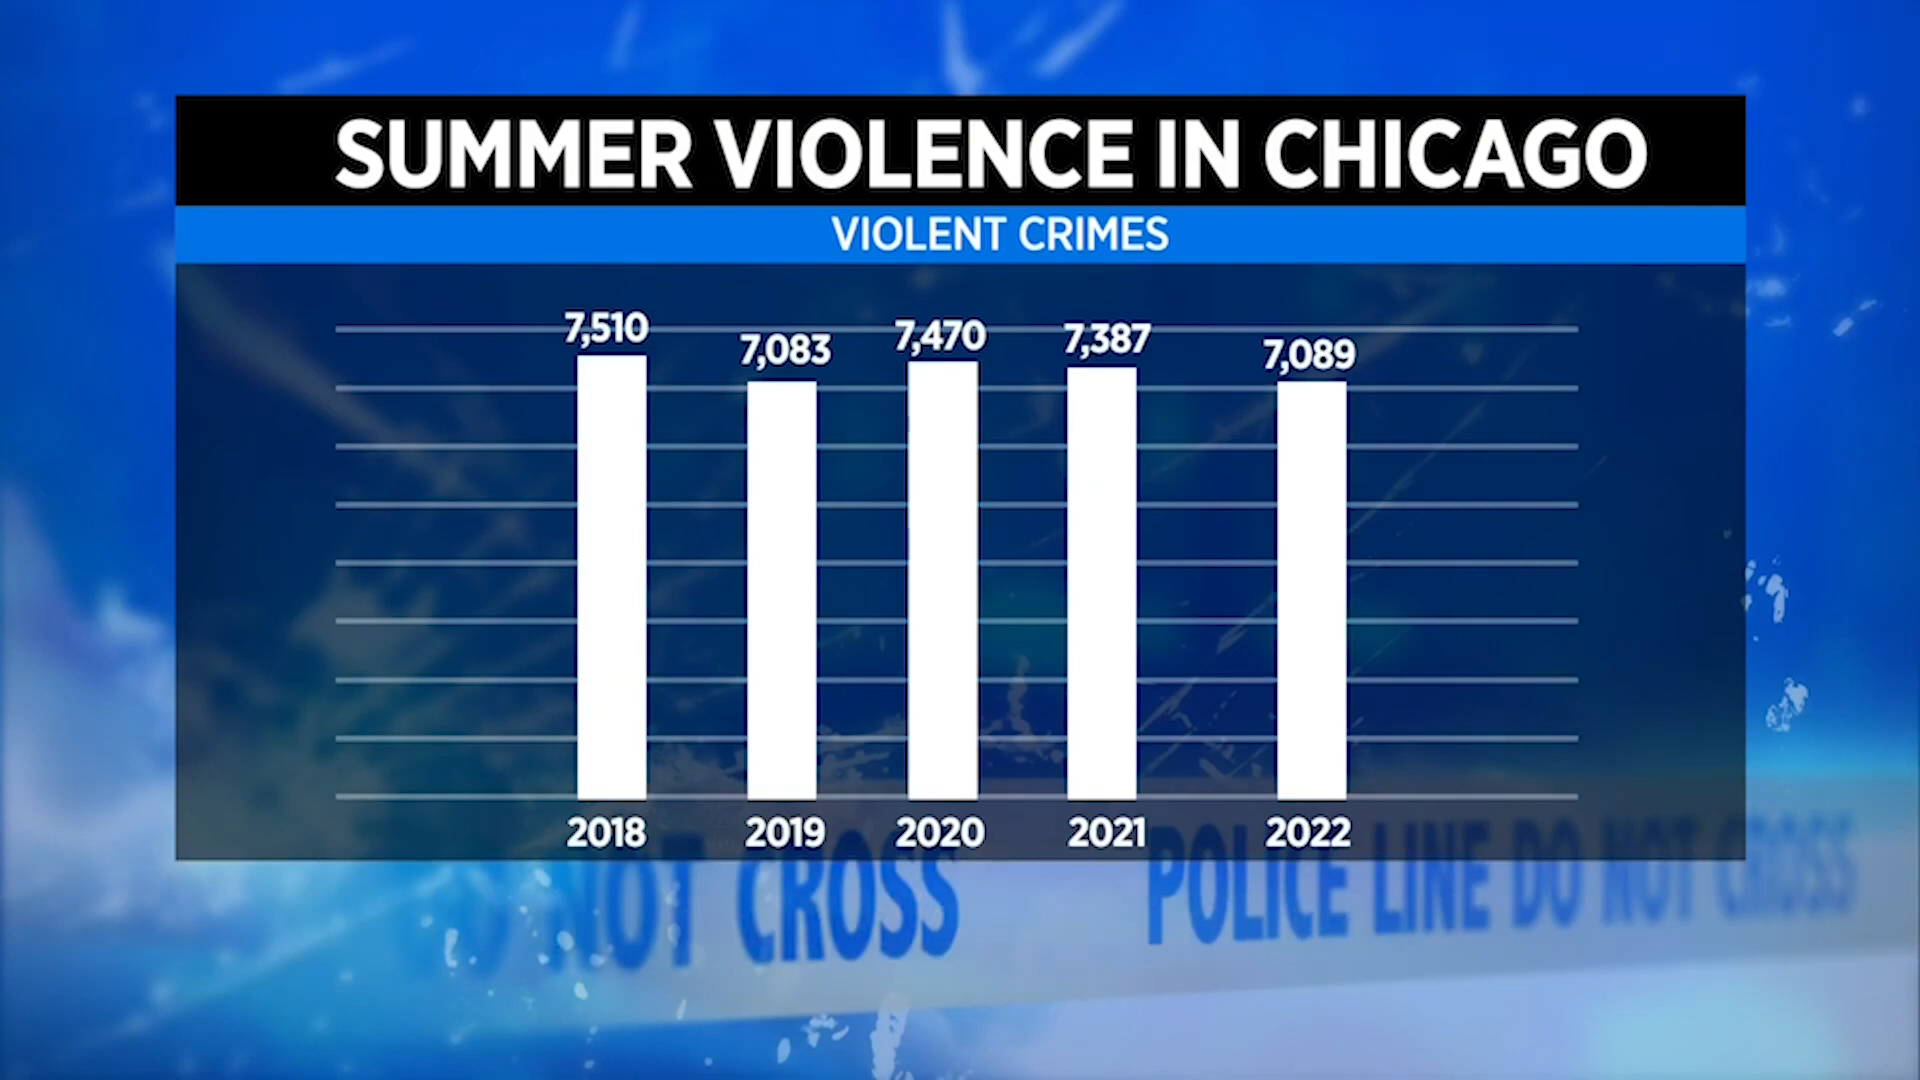 SUMMER VIOLENCE IN CHICAGO
VIOLENT CRIMES
7,510 7,083 7,470 7,387 7,089
2018 2019 2020 2021 2022
NOT CROSS POLICE LINE DO NOT CROSS